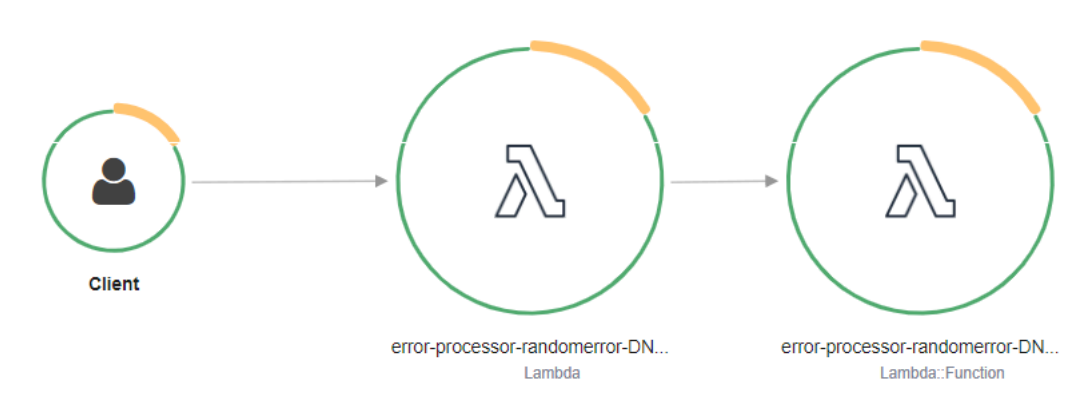 Client
error-processor-randomerror-DN...
Lambda
error-processor-randomerror-DN...
Lambda::Function